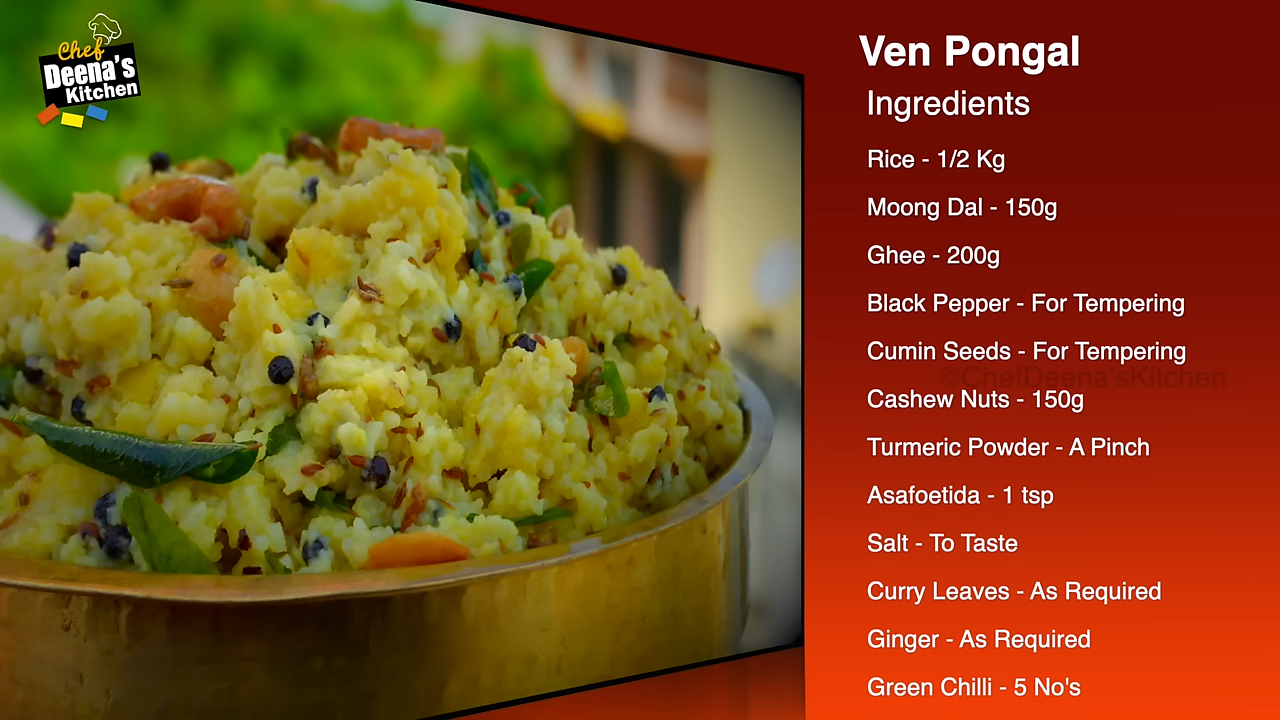 Chef
Deena's
Kitchen
Ven Pongal
Ingredients
Rice - 1/2 Kg
Moong Dal - 150g
Ghee - 200g
Black Pepper - For Tempering
Cumin Seeds - For Tempering
©ChefDeena'sKitchen
Cashew Nuts - 150g
Turmeric Powder - A Pinch
Asafoetida - 1 tsp
Salt - To Taste
Curry Leaves - As Required
Ginger - As Required
Green Chilli - 5 No's